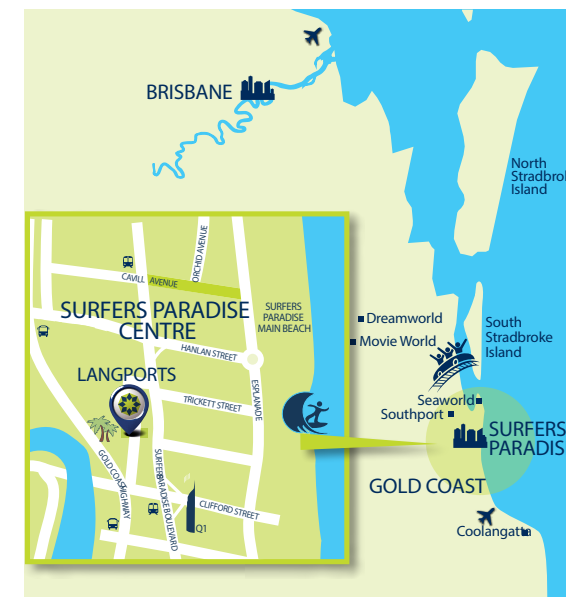 BRISBANE
North
Stradbrok
Island
CAVILL AVENUE
ORCHID AVENUE
SURFERS PARADISE
CENTRE
SURFERS
PARADISE
MAIN BEACH
HANLAN STREET
LANGPORTS
TRICKETT STREET
ESPLANADE
GOLD COAST HIGHWAY
SURFERS PARADISE BOULEVARD
CLIFFORD STREET
Q1
Dreamworld
Movie World
South
Stradbroke
Island
Seaworld
Southport
SURFERS
PARADIS
GOLD COAST
Coolangatta